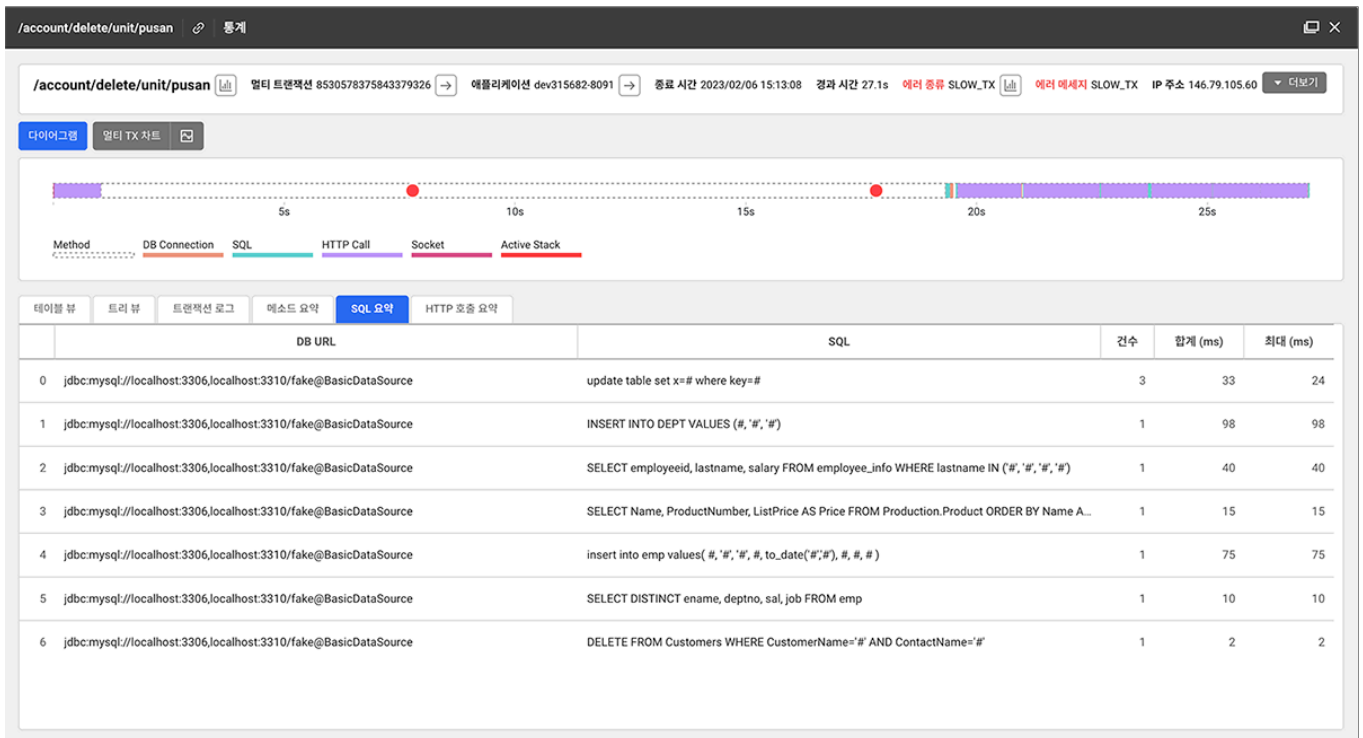 /account/delete/unit/pusan 통계
/account/delete/unit/pusan 멀티 트랜잭션 8530578375843379326 → 애플리케이션 dev315682-8091 → 종료 시간 2023/02/06 15:13:08 경과 시간 27.1s 에러 종류 SLOW_TX 에러 메세지 SLOW_TX IP 주소 146.79.105.60 ▼ 더보기
다이어그램 멀티 TX 차트
5s 10s 15s 20s 25s
Method DB Connection SQL HTTP Call Socket Active Stack
테이블 뷰 트리 뷰 트랜잭션 로그 메소드 요약 SQL 요약 HTTP 호출 요약
DB URL SQL 건수 합계 (ms) 최대 (ms)
0 jdbc:mysql://localhost:3306,localhost:3310/fake@BasicDataSource update table set x=# where key=# 3 33 24
1 jdbc:mysql://localhost:3306,localhost:3310/fake@BasicDataSource INSERT INTO DEPT VALUES (#, '#', '#') 1 98 98
2 jdbc:mysql://localhost:3306,localhost:3310/fake@BasicDataSource SELECT employeeid, lastname, salary FROM employee_info WHERE lastname IN ('#', '#', '#', '#') 1 40 40
3 jdbc:mysql://localhost:3306,localhost:3310/fake@BasicDataSource SELECT Name, ProductNumber, ListPrice AS Price FROM Production.Product ORDER BY Name A... 1 15 15
4 jdbc:mysql://localhost:3306,localhost:3310/fake@BasicDataSource insert into emp values( #, '#', '#', #, to_date('#','#'), #, #, # ) 1 75 75
5 jdbc:mysql://localhost:3306,localhost:3310/fake@BasicDataSource SELECT DISTINCT ename, deptno, sal, job FROM emp 1 10 10
6 jdbc:mysql://localhost:3306,localhost:3310/fake@BasicDataSource DELETE FROM Customers WHERE CustomerName='#' AND ContactName='#' 1 2 2